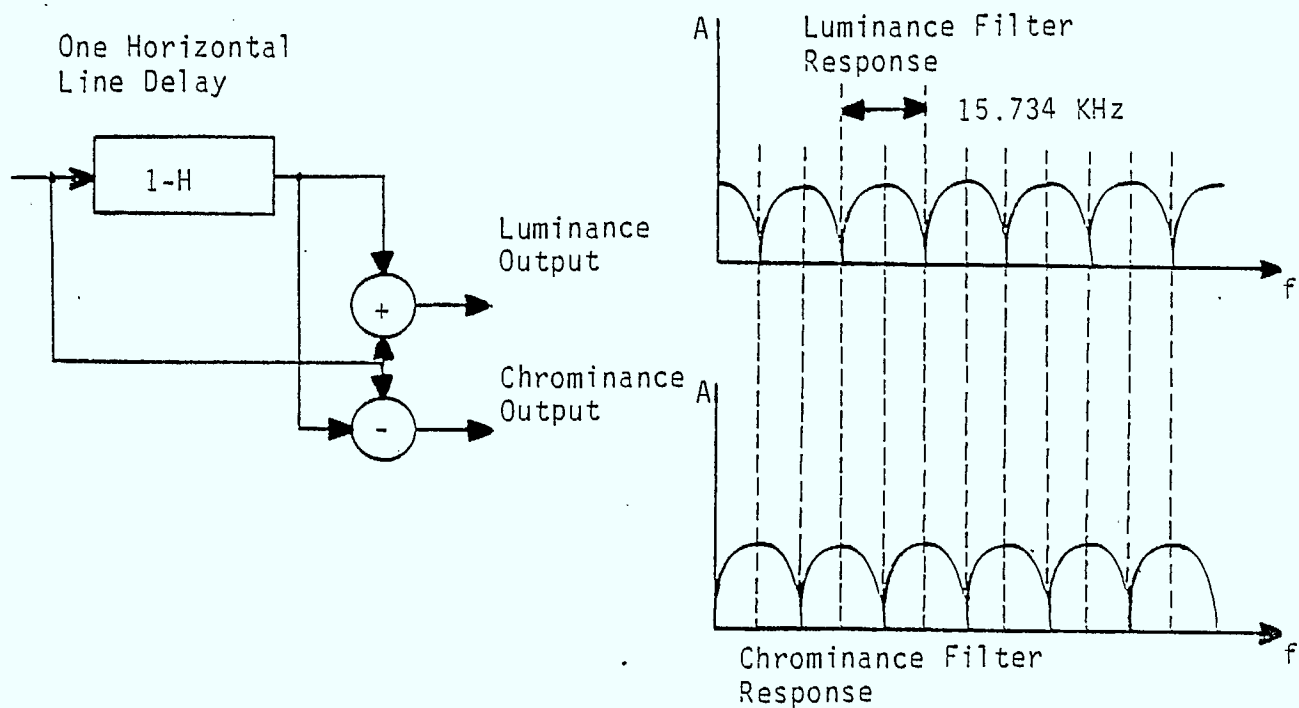 One Horizontal
Line Delay
1-H
+
-
Luminance
Output
Chrominance
Output
A
Luminance Filter
Response
15.734 KHz
f
A
f
Chrominance Filter
Response